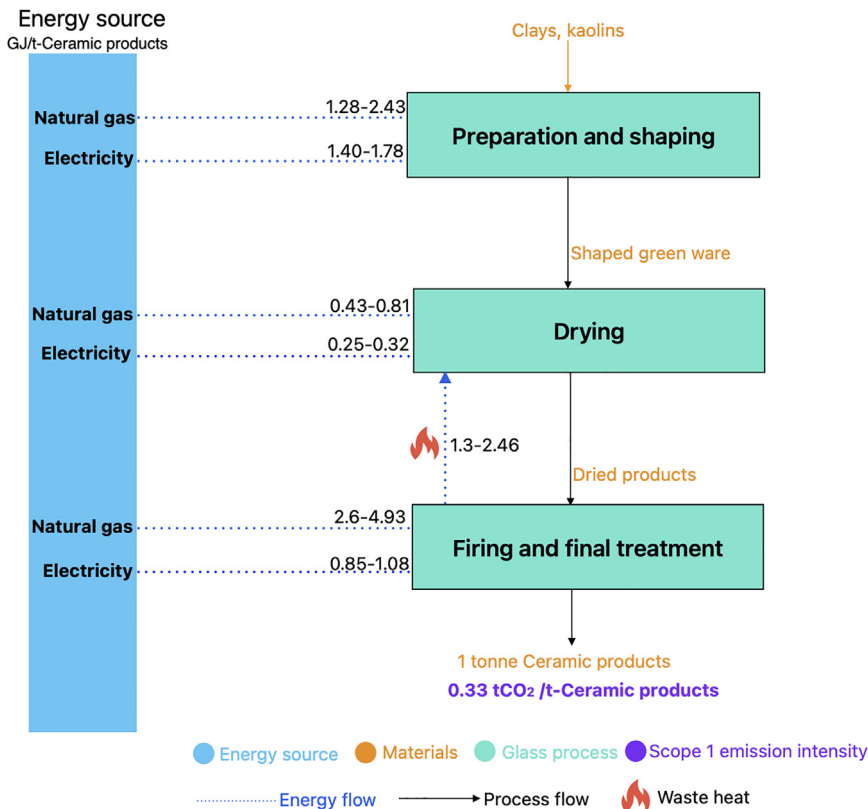 Energy source
GJ/t-Ceramic products
Clays, kaolins
Natural gas
1.28-2.43
Preparation and shaping
Electricity
1.40-1.78
Shaped green ware
Natural gas
0.43-0.81
Drying
Electricity
0.25-0.32
1.3-2.46
Dried products
Natural gas
2.6-4.93
Firing and final treatment
Electricity
0.85-1.08
1 tonne Ceramic products
0.33 tCO₂ /t-Ceramic products
Energy source
Materials
Glass process
Scope 1 emission intensity
Energy flow
Process flow
Waste heat